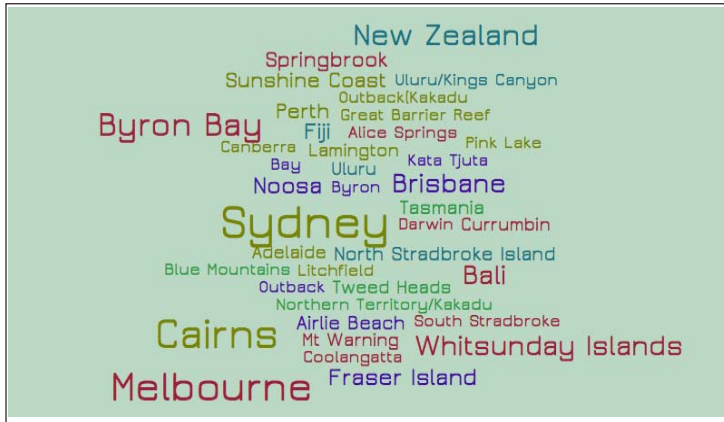 New Zealand
Springbrook
Sunshine Coast Uluru/Kings Canyon
Outback(Kakadu
Perth Great Barrier Reef
Byron Bay Fiji Alice Springs
Canberra Lamington Pink Lake
Bay Uluru Kata Tjuta
Noosa Byron Brisbane
Sydney Tasmania
Darwin Currumbin
Adelaide North Stradbroke Island
Blue Mountains Litchfield Bali
Outback Tweed Heads
Northern Territory/Kakadu
Cairns Airlie Beach South Stradbroke
Mt Warning Whitsunday Islands
Coolangatta
Melbourne Fraser Island